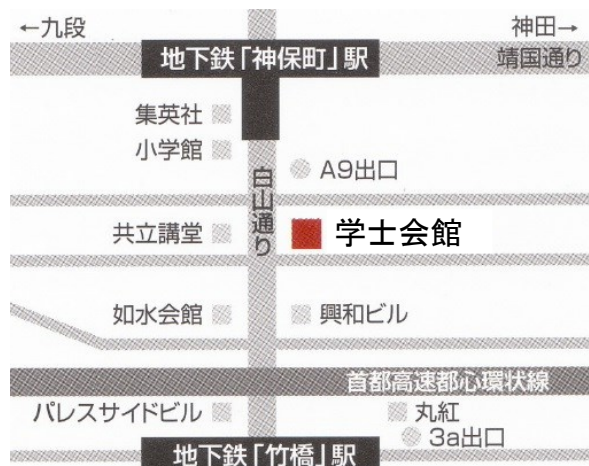 ←九段
神田→
地下鉄「神保町」駅
靖国通り
集英社
小学館
A9出口
白山通り
共立講堂
学士会館
如水会館
興和ビル
首都高速都心環状線
パレスサイドビル
丸紅
3a出口
地下鉄「竹橋」駅